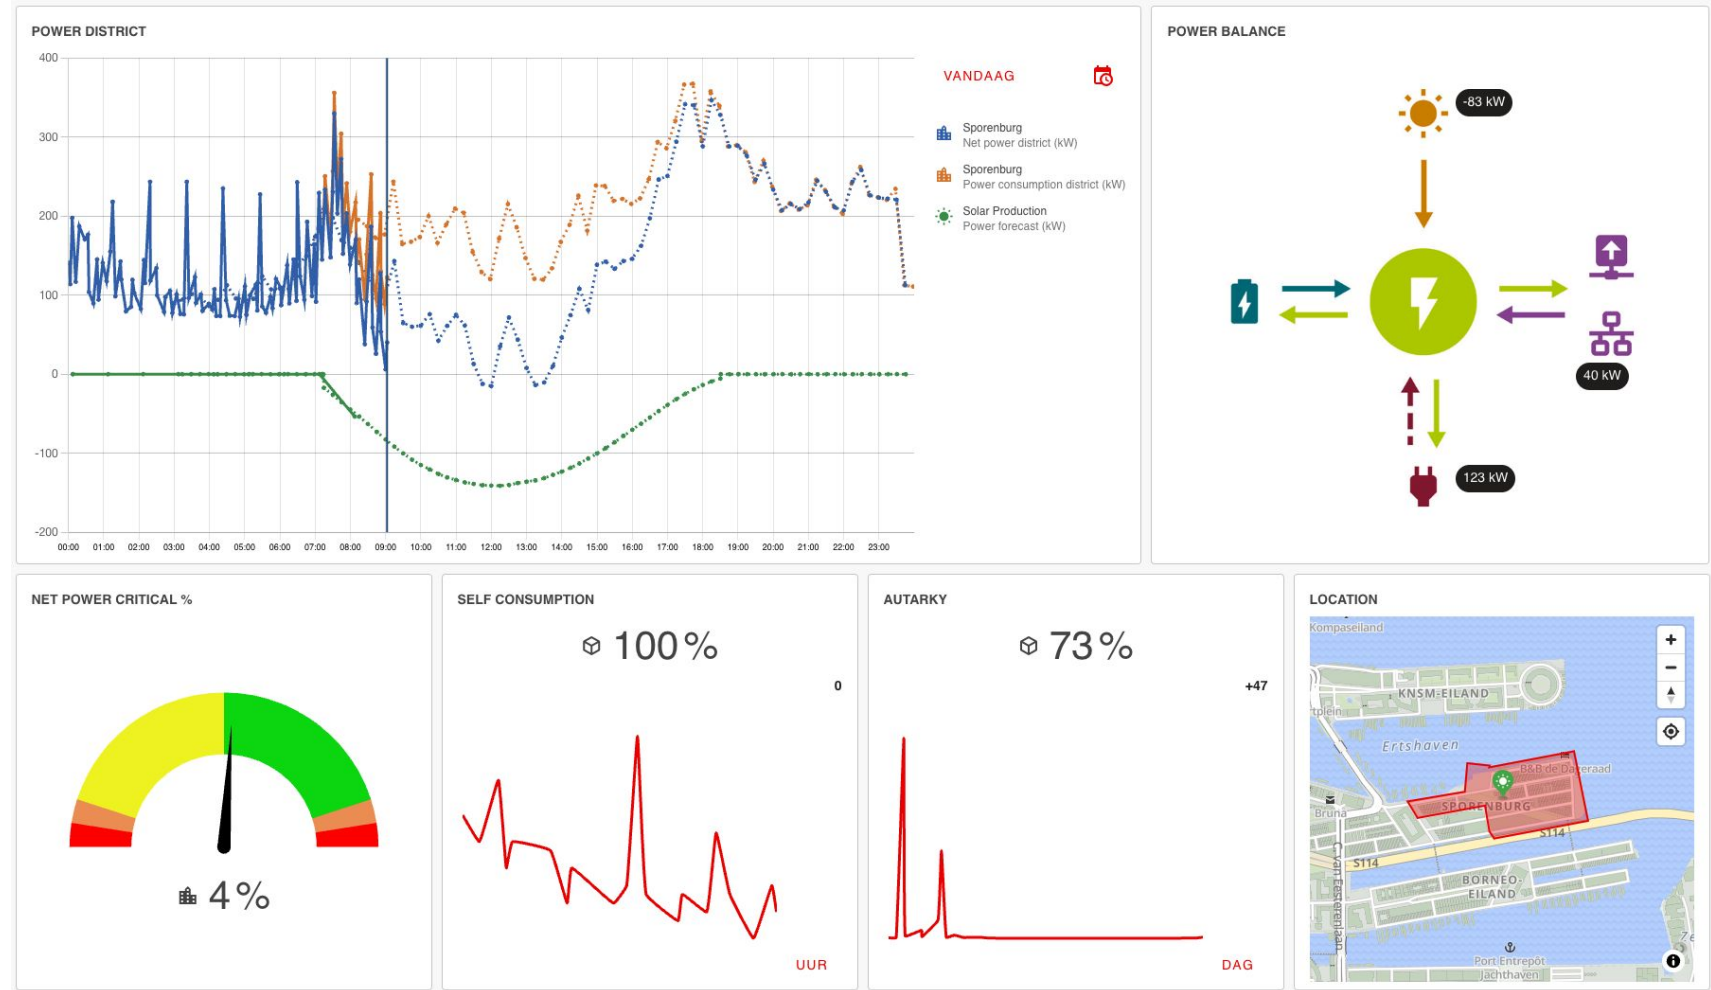 POWER DISTRICT
400
300
200
100
0
-100
-200
00:00 01:00 02:00 03:00 04:00 05:00 06:00 07:00 08:00 09:00 10:00 11:00 12:00 13:00 14:00 15:00 16:00 17:00 18:00 19:00 20:00 21:00 22:00 23:00
VANDAAG
Sporenburg
Net power district (kW)
Sporenburg
Power consumption district (kW)
Solar Production
Power forecast (kW)
POWER BALANCE
-83 kW
40 kW
123 kW
NET POWER CRITICAL %
4%
SELF CONSUMPTION
100%
0
UUR
AUTARKY
73%
+47
DAG
LOCATION
Kompaseiland
KNSM-EILAND
tplein
Ertshaven
B&B de Dageraad
SPORENBURG
Bruna
S114
S114
C. van Eesterenlaan
BORNEO-
EILAND
Port Entrepôt
Jachthaven